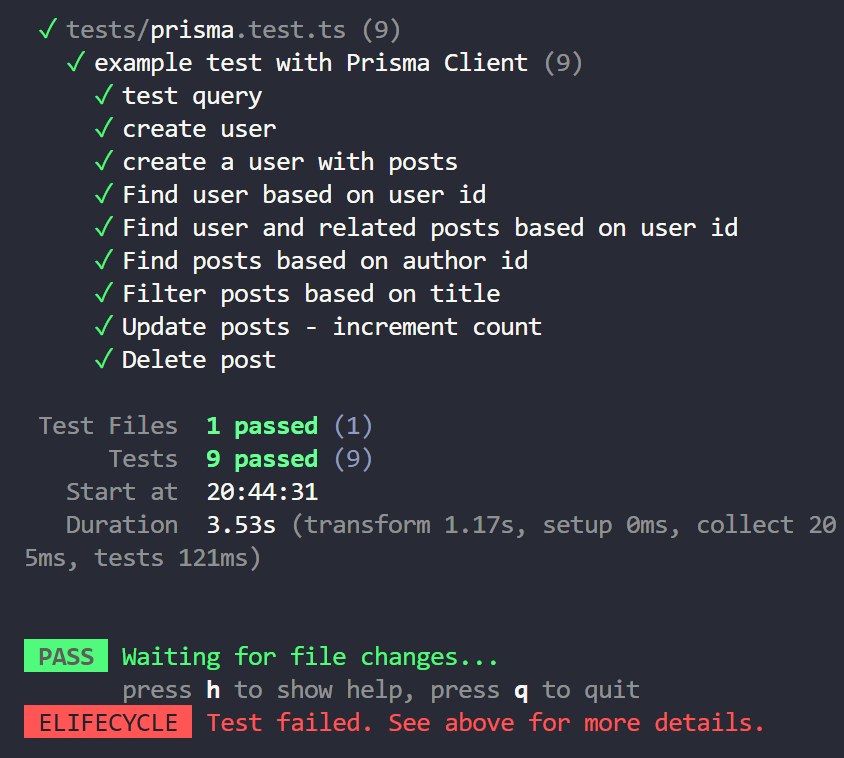 ✓ tests/prisma.test.ts (9)
✓ example test with Prisma Client (9)
✓ test query
✓ create user
✓ create a user with posts
✓ Find user based on user id
✓ Find user and related posts based on user id
✓ Find posts based on author id
✓ Filter posts based on title
✓ Update posts - increment count
✓ Delete post
Test Files 1 passed (1)
Tests 9 passed (9)
Start at 20:44:31
Duration 3.53s (transform 1.17s, setup 0ms, collect 20
5ms, tests 121ms)
PASS Waiting for file changes...
press h to show help, press q to quit
ELIFECYCLE Test failed. See above for more details.